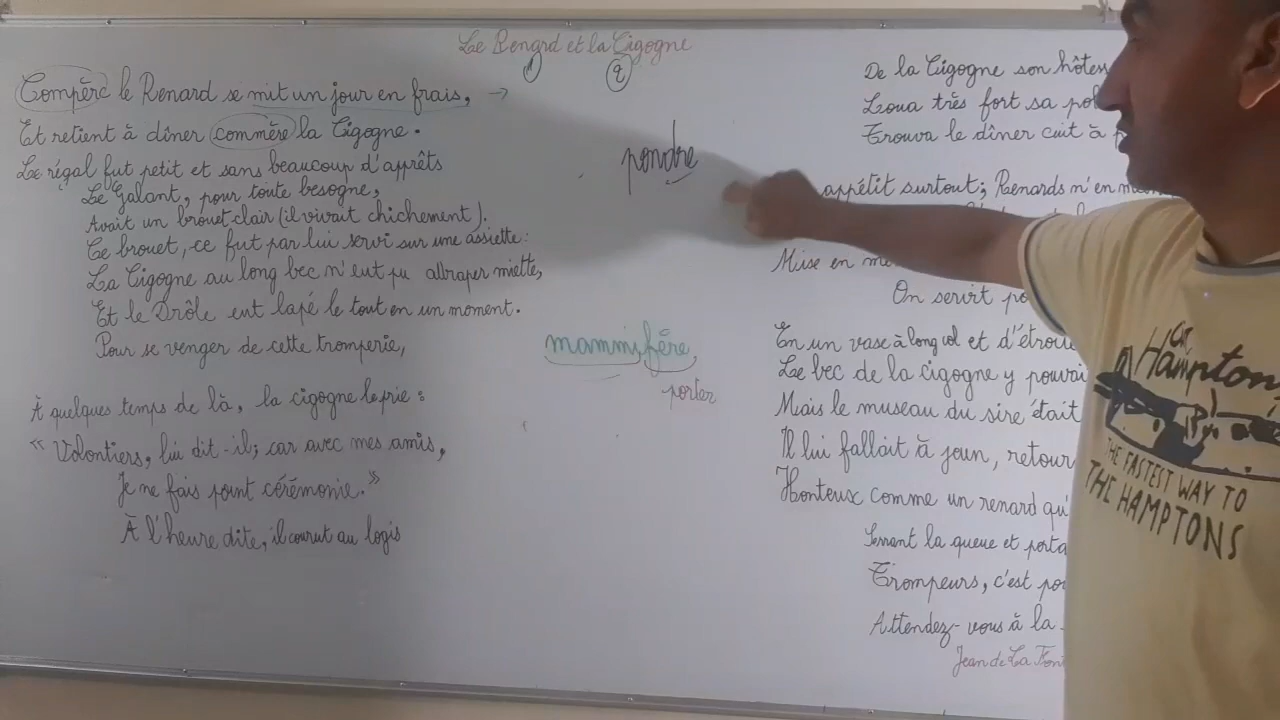 Le Renard et la Cigogne
1
2
Compère le Renard se mit un jour en frais, →
Et retient à dîner commère la Cigogne.
Le régal fut petit et sans beaucoup d'apprêts
Le Galant, pour toute besogne,
Avait un brouet clair (il vivait chichement).
Ce brouet, ce fut par lui servi sur une assiette:
La Cigogne au long bec n'eut pu attraper miette,
Et le Drôle eut lapé le tout en un moment.
Pour se venger de cette tromperie,
À quelques temps de là, la cigogne le prie :
"Volontiers, lui dit-il; car avec mes amis,
Je ne fais point cérémonie."
À l'heure dite, il courut au logis
pondre
mammifère,
porter
De la Cigogne son hôtes
Loua très fort sa pol
Trouva le dîner cuit à p
appétit surtout; Renards n'en
Mise en me
On servit po
En un vase à long col et d'étroite
Le bec de la cigogne y pouvai
Mais le museau du sire était
Il lui fallait à jeun, retour
Honteux comme un renard qu'
Serrant la queue et porta
Trompeurs, c'est po
Attendez-vous à la
Jean de La Font
Hamptons
THE FASTEST WAY TO
THE HAMPTONS